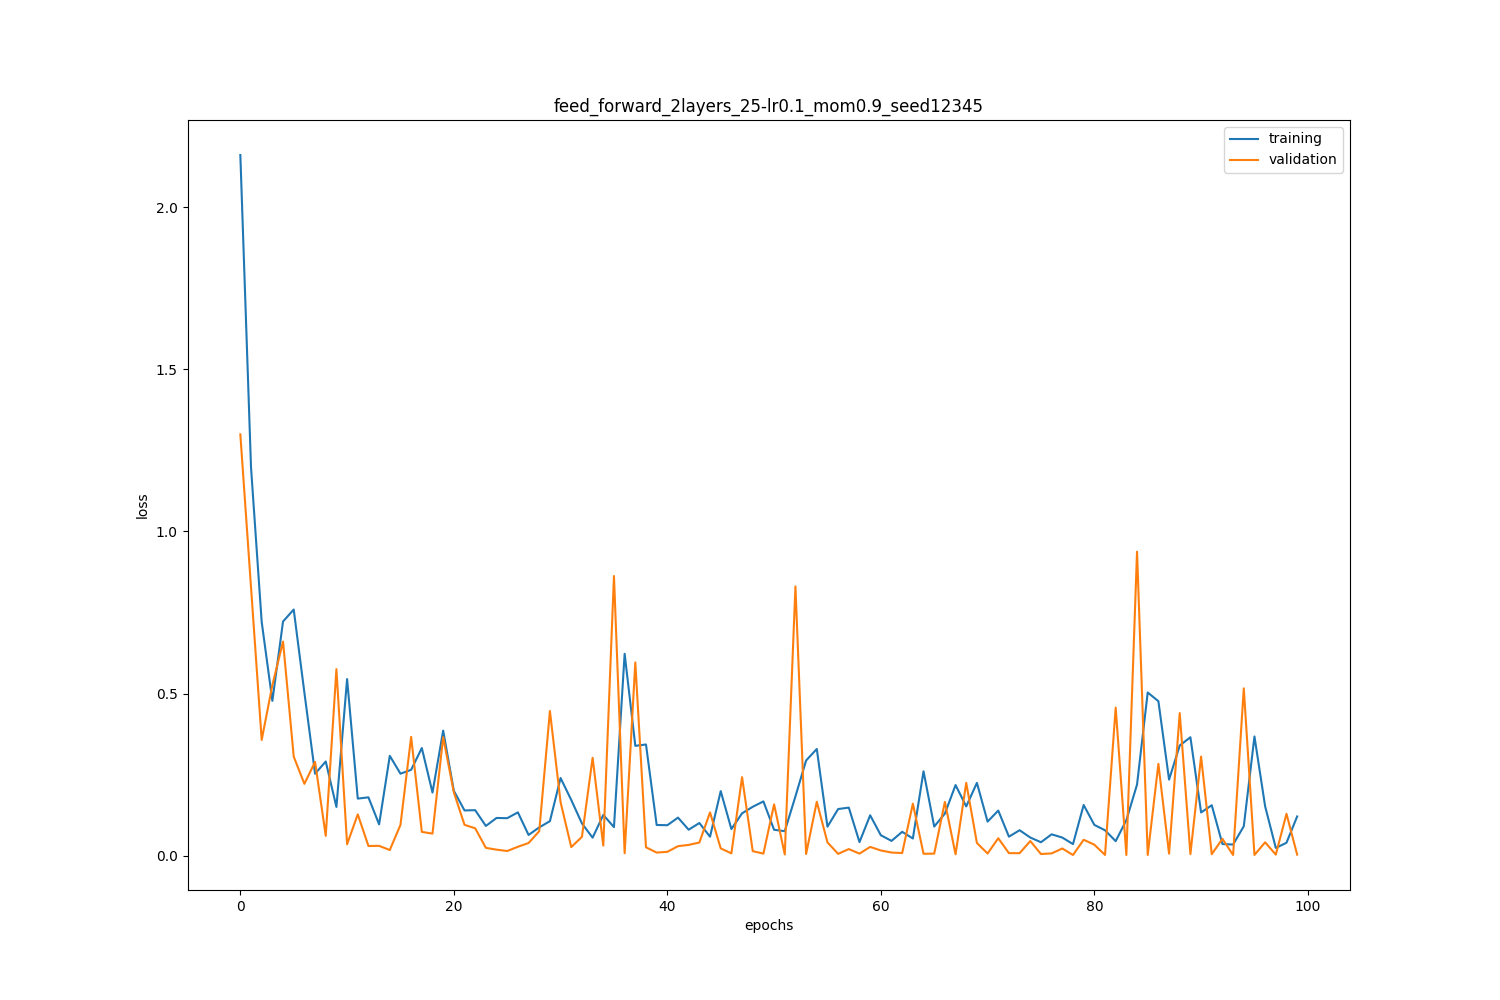 feed_forward_2layers_25-lr0.1_mom0.9_seed12345
training
validation
2.0
1.5
1.0
0.5
0.0
loss
0 20 40 60 80 100
epochs